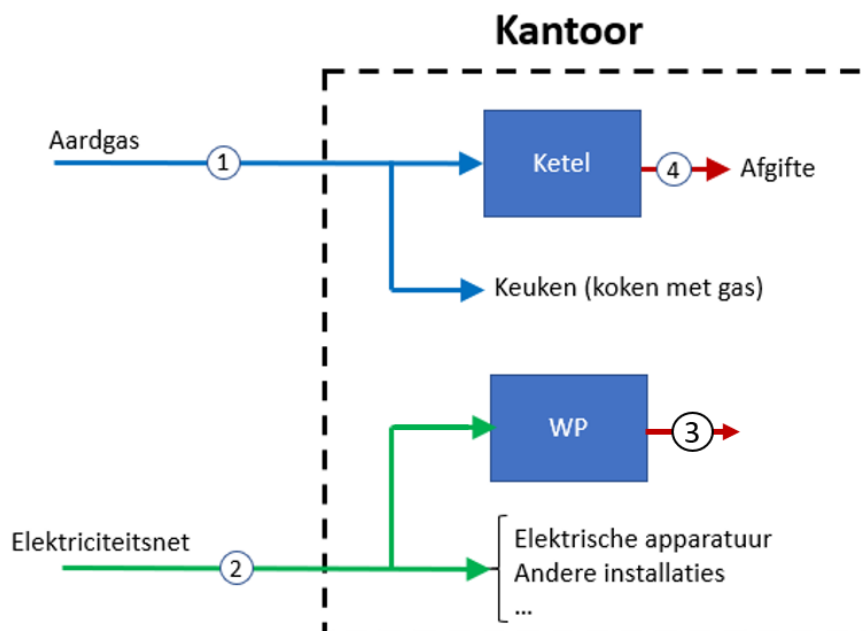 Kantoor
Aardgas
1
Ketel
4
Afgifte
Keuken (koken met gas)
WP
3
Elektriciteitsnet
2
Elektrische apparatuur
Andere installaties
...